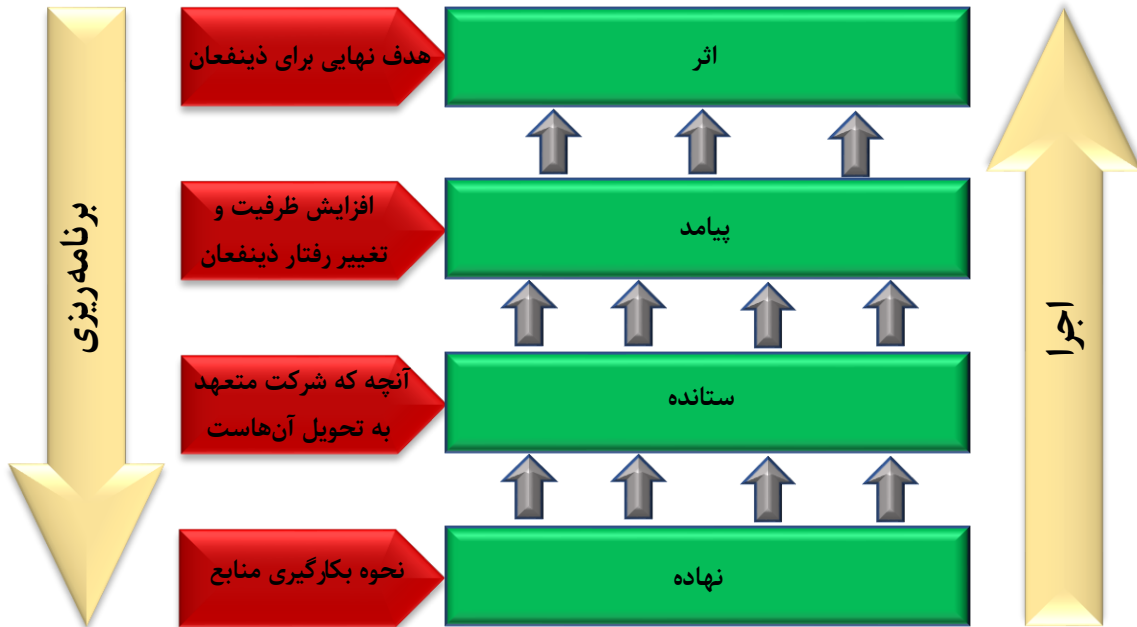 هدف نهایی برای ذینفعان
اثر
افزایش ظرفیت و
تغییر رفتار ذینفعان
پیامد
آنچه که شرکت متعهد
به تحویل آن‌هاست
ستانده
نحوه بکارگیری منابع
نهاده
برنامه‌ریزی
اجرا